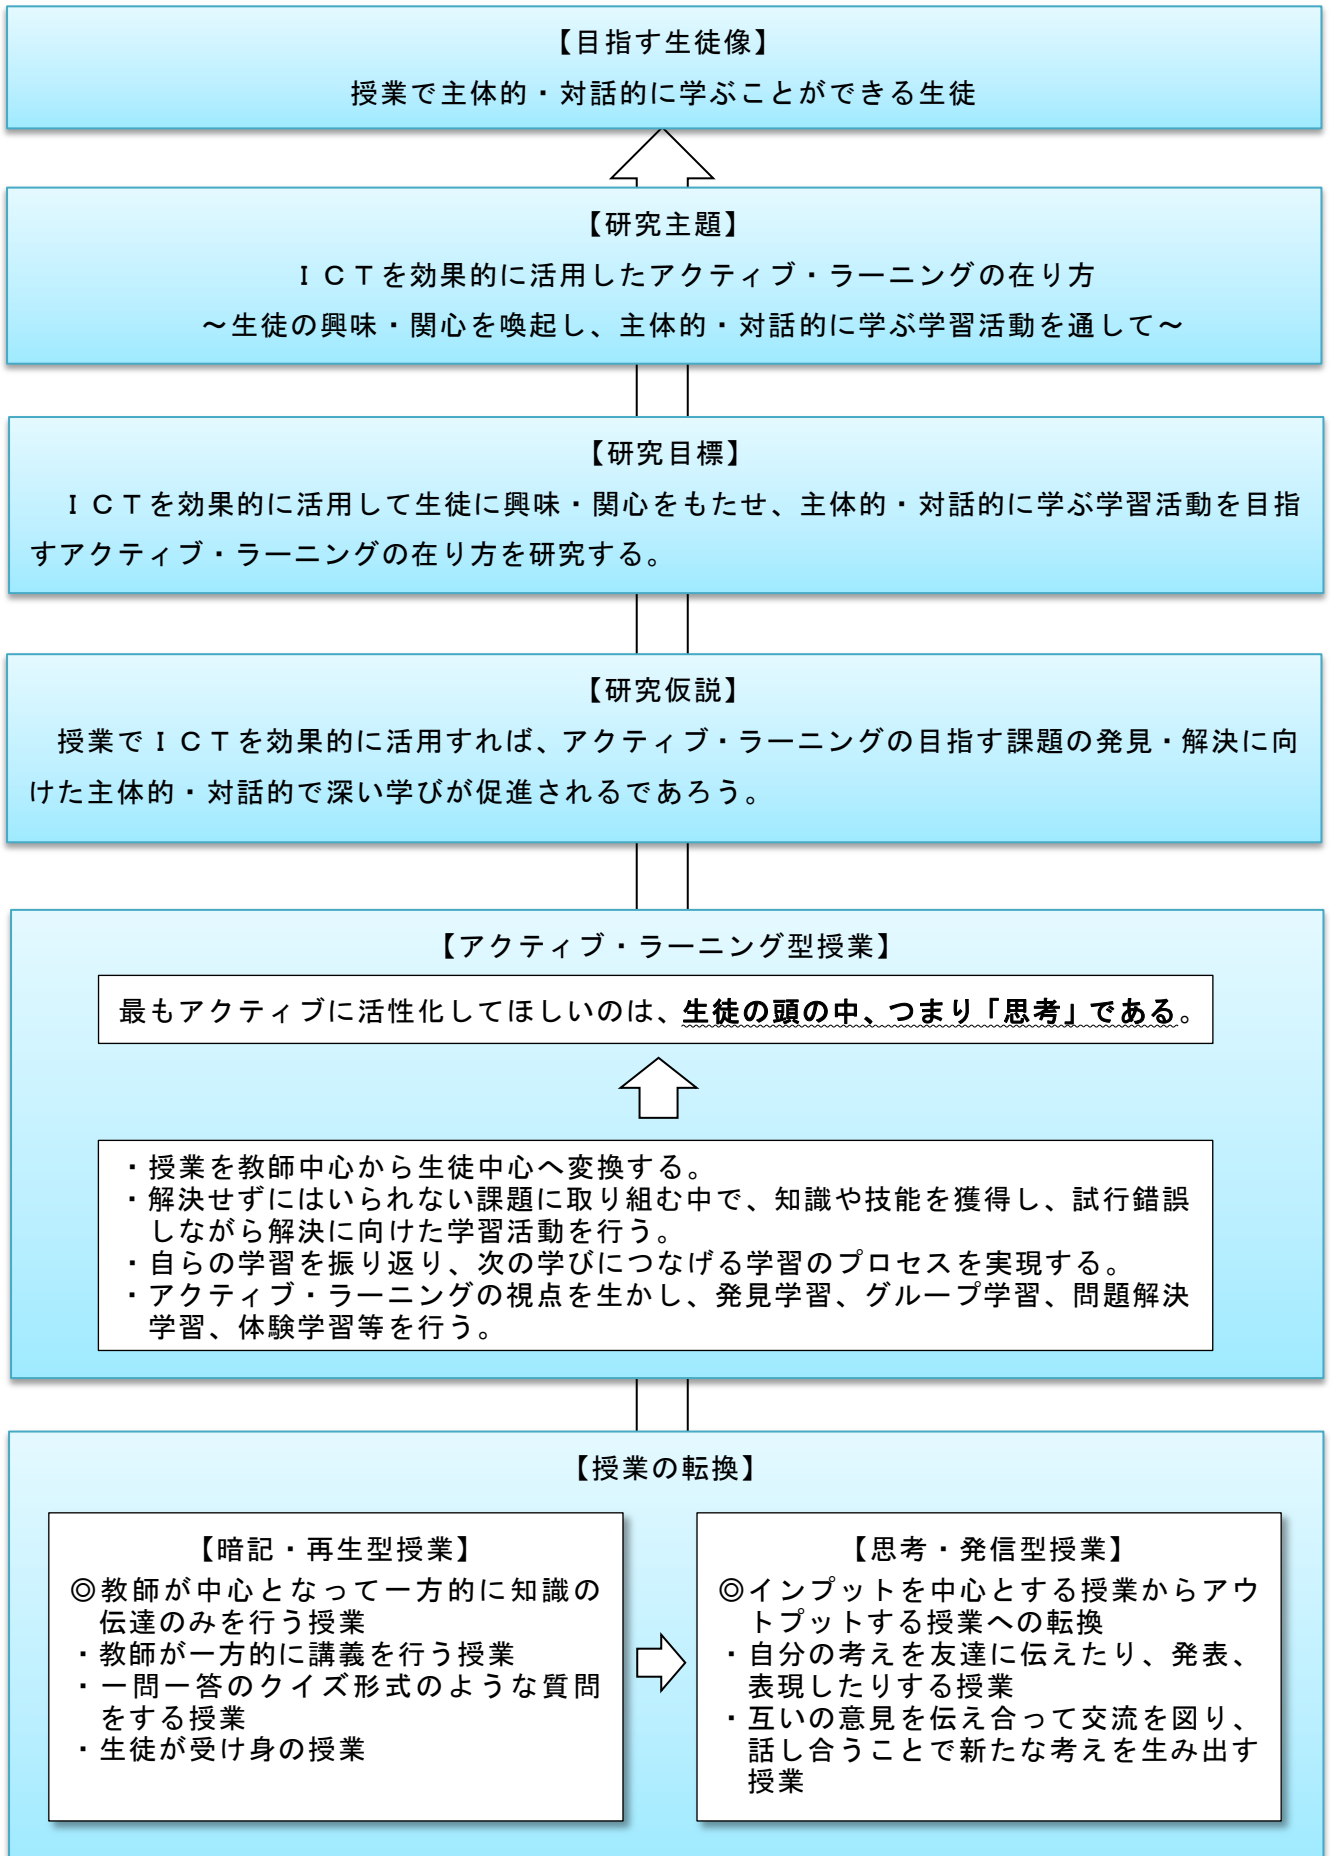 【目指す生徒像】
授業で主体的・対話的に学ぶことができる生徒
【研究主題】
ＩＣＴを効果的に活用したアクティブ・ラーニングの在り方
～生徒の興味・関心を喚起し、主体的・対話的に学ぶ学習活動を通して～
【研究目標】
ＩＣＴを効果的に活用して生徒に興味・関心をもたせ、主体的・対話的に学ぶ学習活動を目指
すアクティブ・ラーニングの在り方を研究する。
【研究仮説】
授業でＩＣＴを効果的に活用すれば、アクティブ・ラーニングの目指す課題の発見・解決に向
けた主体的・対話的で深い学びが促進されるであろう。
【アクティブ・ラーニング型授業】
最もアクティブに活性化してほしいのは、生徒の頭の中、つまり「思考」である。
・授業を教師中心から生徒中心へ変換する。
・解決せずにはいられない課題に取り組む中で、知識や技能を獲得し、試行錯誤
しながら解決に向けた学習活動を行う。
・自らの学習を振り返り、次の学びにつなげる学習のプロセスを実現する。
・アクティブ・ラーニングの視点を生かし、発見学習、グループ学習、問題解決
学習、体験学習等を行う。
【授業の転換】
【暗記・再生型授業】
◎教師が中心となって一方的に知識の
伝達のみを行う授業
・教師が一方的に講義を行う授業
・一問一答のクイズ形式のような質問
をする授業
・生徒が受け身の授業
【思考・発信型授業】
◎インプットを中心とする授業からアウ
トプットする授業への転換
・自分の考えを友達に伝えたり、発表、
表現したりする授業
・互いの意見を伝え合って交流を図り、
話し合うことで新たな考えを生み出す
授業